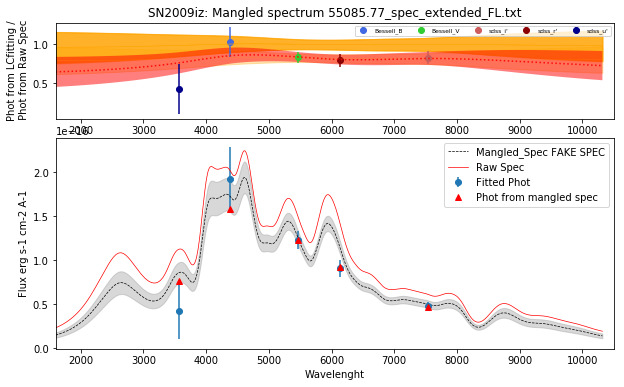 SN2009iz: Mangled spectrum 55085.77_spec_extended_FL.txt
Phot from LCfitting /
Phot from Raw Spec
1.0
0.5
Bessell_B
Bessell_V
sdss_i'
sdss_r'
sdss_u'
2000 3000 4000 5000 6000 7000 8000 9000 10000
1e−16
Flux erg s-1 cm-2 A-1
2.0
1.5
1.0
0.5
0.0
Mangled_Spec FAKE SPEC
Raw Spec
Fitted Phot
Phot from mangled spec
2000 3000 4000 5000 6000 7000 8000 9000 10000
Wavelenght